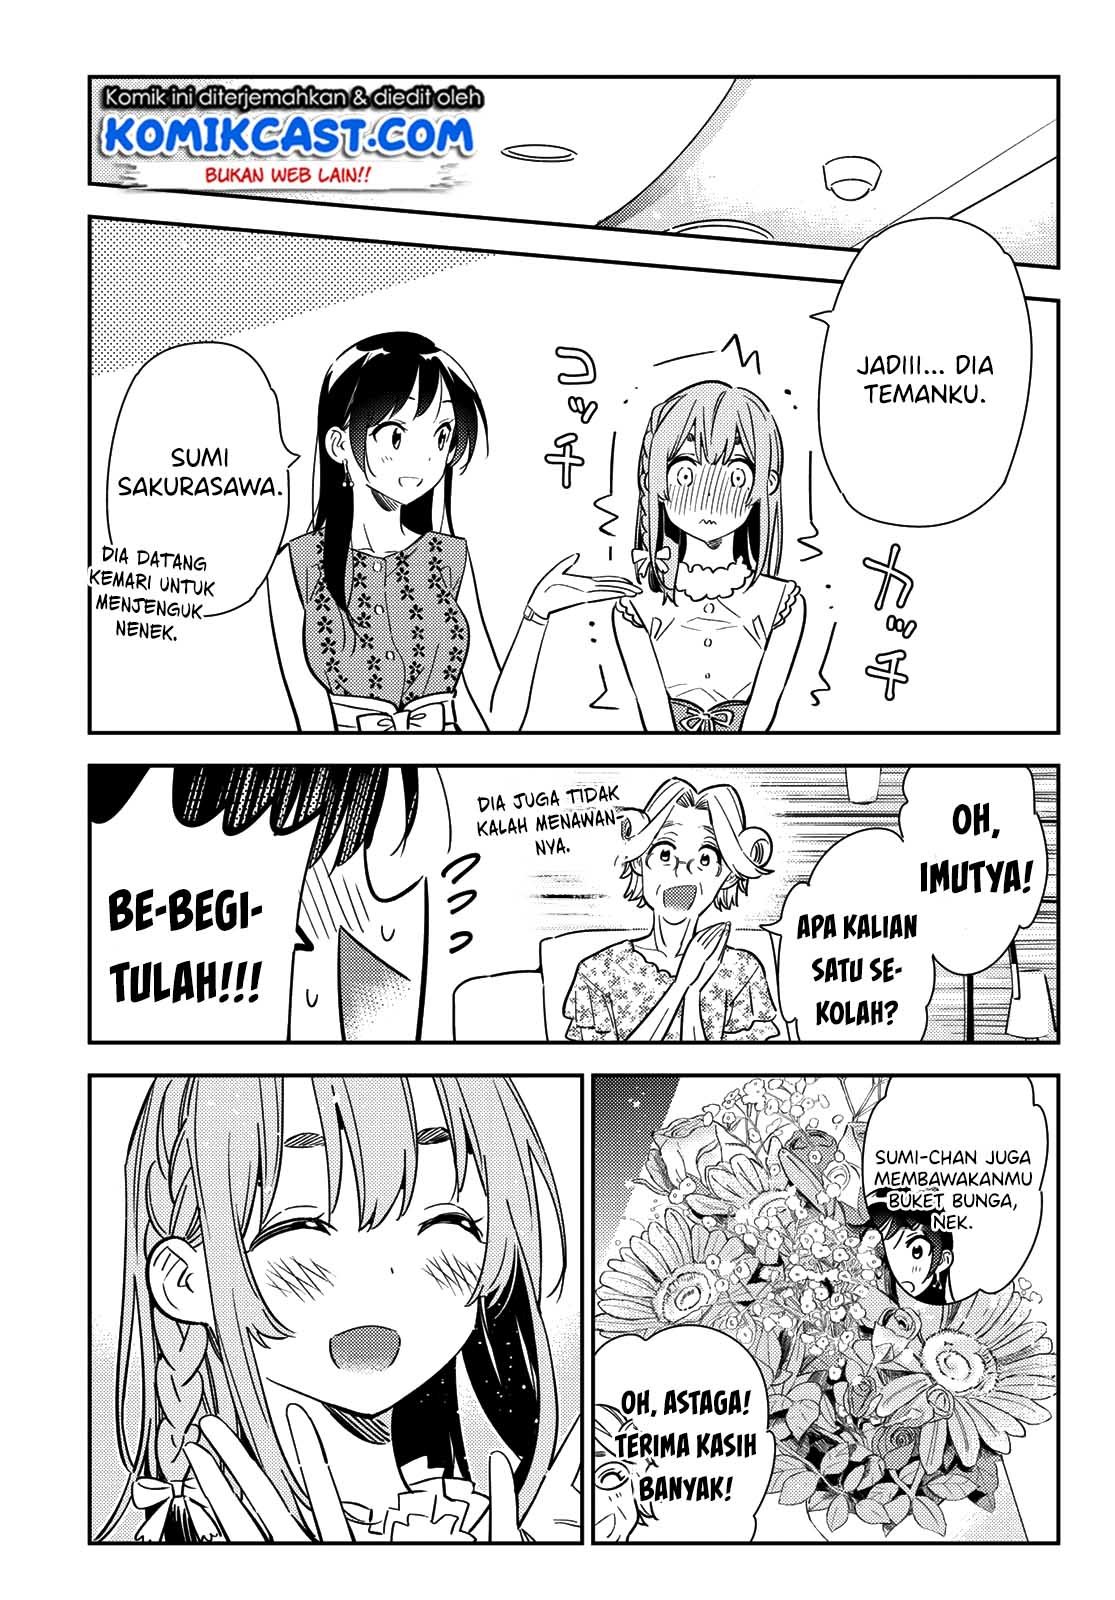 Komik ini diterjemahkan & diedit oleh
KOMIKCAST.COM
BUKAN WEB LAIN!!
JADIII... DIA
TEMANKU.
SUMI
SAKURASAWA.
DIA DATANG
KEMARI UNTUK
MENJENGUK
NENEK.
コッチ
カッチ
OH,
IMUTYA!
APA KALIAN
SATU SE-
KOLAH?
DIA JUGA TIDAK
KALAH MENAWAN-
NYA.
BE-BEGI-
TULAH!!!
SUMI-CHAN JUGA
MEMBAWAKANMU
BUKET BUNGA,
NEK.
OH, ASTAGA!
TERIMA KASIH
BANYAK!